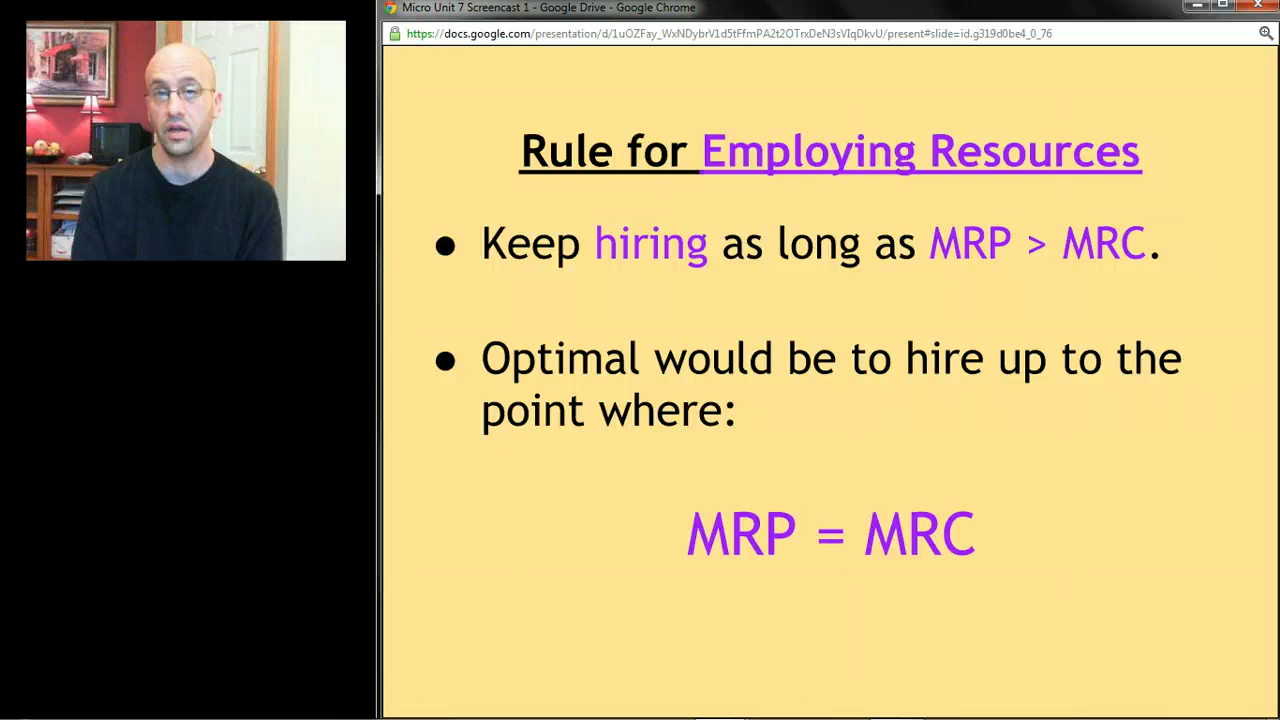 Micro Unit 7 Screencast 1 - Google Drive - Google Chrome
https://docs.google.com/presentation/d/1uOZFay_WxNDybrV1d5tFfmPA2t2OTrxDeN3sVIqDkvU/present#slide=id.g319d0be4_0_76
Rule for Employing Resources
● Keep hiring as long as MRP > MRC.
● Optimal would be to hire up to the
point where:
MRP = MRC